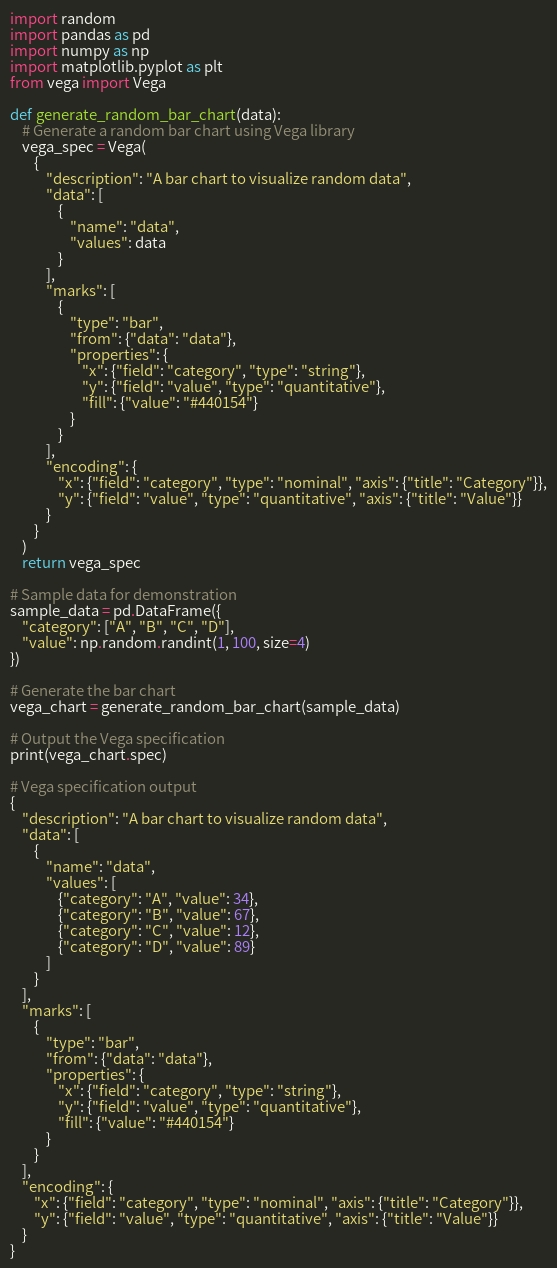 import random
import pandas as pd
import numpy as np
import matplotlib.pyplot as plt
from vega import Vega

def generate_random_bar_chart(data):
    # Generate a random bar chart using Vega library
    vega_spec = Vega(
        {
            "description": "A bar chart to visualize random data",
            "data": [
                {
                    "name": "data",
                    "values": data
                }
            ],
            "marks": [
                {
                    "type": "bar",
                    "from": {"data": "data"},
                    "properties": {
                        "x": {"field": "category", "type": "string"},
                        "y": {"field": "value", "type": "quantitative"},
                        "fill": {"value": "#440154"}
                    }
                }
            ],
            "encoding": {
                "x": {"field": "category", "type": "nominal", "axis": {"title": "Category"}},
                "y": {"field": "value", "type": "quantitative", "axis": {"title": "Value"}}
            }
        }
    )
    return vega_spec

# Sample data for demonstration
sample_data = pd.DataFrame({
    "category": ["A", "B", "C", "D"],
    "value": np.random.randint(1, 100, size=4)
})

# Generate the bar chart
vega_chart = generate_random_bar_chart(sample_data)

# Output the Vega specification
print(vega_chart.spec)

# Vega specification output
{
    "description": "A bar chart to visualize random data",
    "data": [
        {
            "name": "data",
            "values": [
                {"category": "A", "value": 34},
                {"category": "B", "value": 67},
                {"category": "C", "value": 12},
                {"category": "D", "value": 89}
            ]
        }
    ],
    "marks": [
        {
            "type": "bar",
            "from": {"data": "data"},
            "properties": {
                "x": {"field": "category", "type": "string"},
                "y": {"field": "value", "type": "quantitative"},
                "fill": {"value": "#440154"}
            }
        }
    ],
    "encoding": {
        "x": {"field": "category", "type": "nominal", "axis": {"title": "Category"}},
        "y": {"field": "value", "type": "quantitative", "axis": {"title": "Value"}}
    }
}